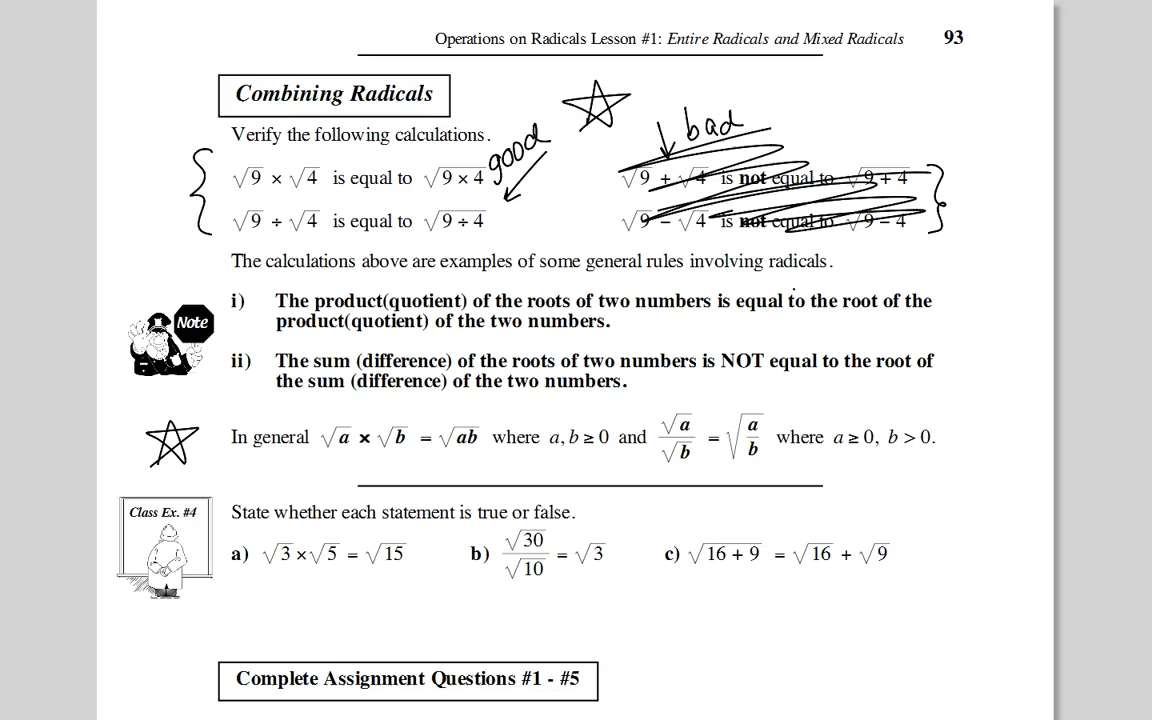 Operations on Radicals Lesson #1: Entire Radicals and Mixed Radicals 93
Combining Radicals
Verify the following calculations.
good
bad
√9 × √4 is equal to √(9 × 4)
√9 + √4 is not equal to √(9 + 4)
√9 ÷ √4 is equal to √(9 ÷ 4)
√9 − √4 is not equal to √(9 − 4)
The calculations above are examples of some general rules involving radicals.
Note
i) The product(quotient) of the roots of two numbers is equal to the root of the
product(quotient) of the two numbers.
ii) The sum (difference) of the roots of two numbers is NOT equal to the root of
the sum (difference) of the two numbers.
In general √a × √b = √ab where a, b ≥ 0 and √a/√b = √(a/b) where a ≥ 0, b > 0.
Class Ex. #4
State whether each statement is true or false.
a) √3 × √5 = √15 b) √30/√10 = √3 c) √(16 + 9) = √16 + √9
Complete Assignment Questions #1 - #5